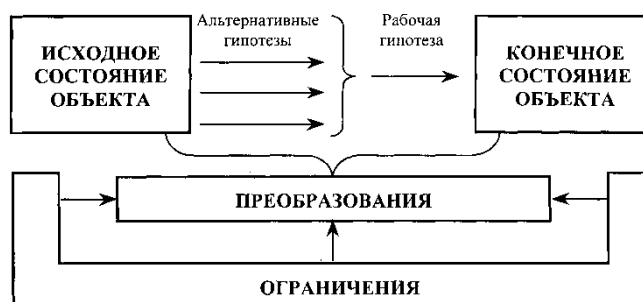 Альтернативные
гипотезы
Рабочая
гипотеза
ИСХОДНОЕ
СОСТОЯНИЕ
ОБЪЕКТА
КОНЕЧНОЕ
СОСТОЯНИЕ
ОБЪЕКТА
ПРЕОБРАЗОВАНИЯ
ОГРАНИЧЕНИЯ